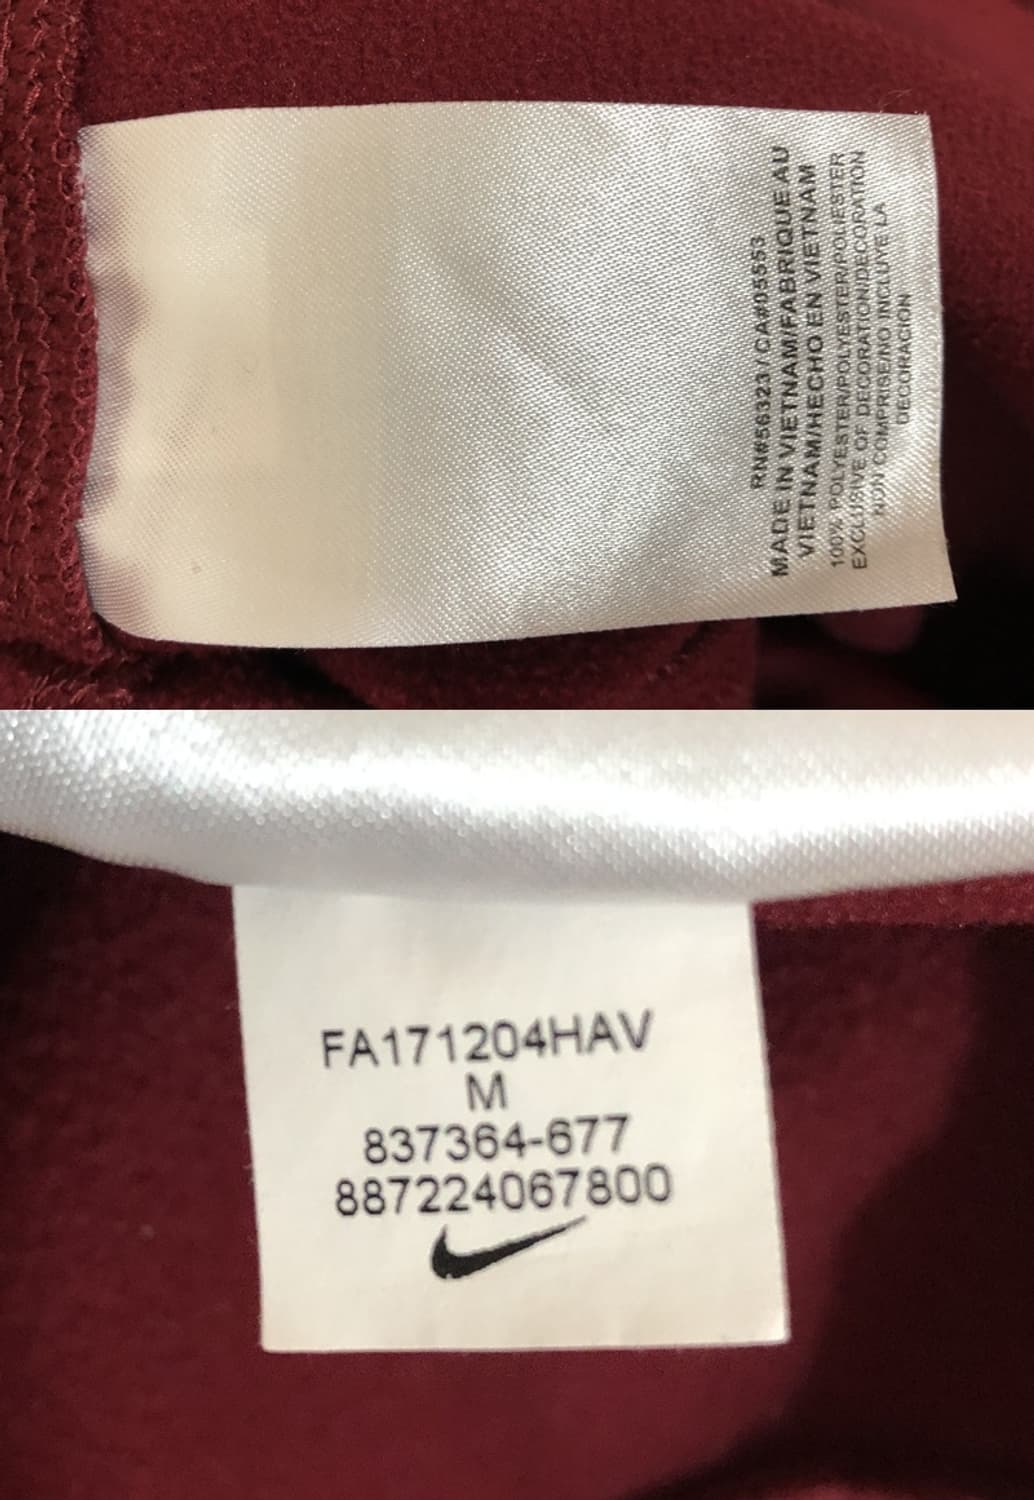 RN#56323 / CA#05553
MADE IN VIETNAM/FABRIQUE AU
VIETNAM/HECHO EN VIETNAM
100% POLYESTER/POLYESTER/POLIESTER
EXCLUSIVE OF DECORATION/DECORATION
NON COMPRISE/NO INCLUYE LA
DECORACION
FA171204HAV
M
837364-677
887224067800